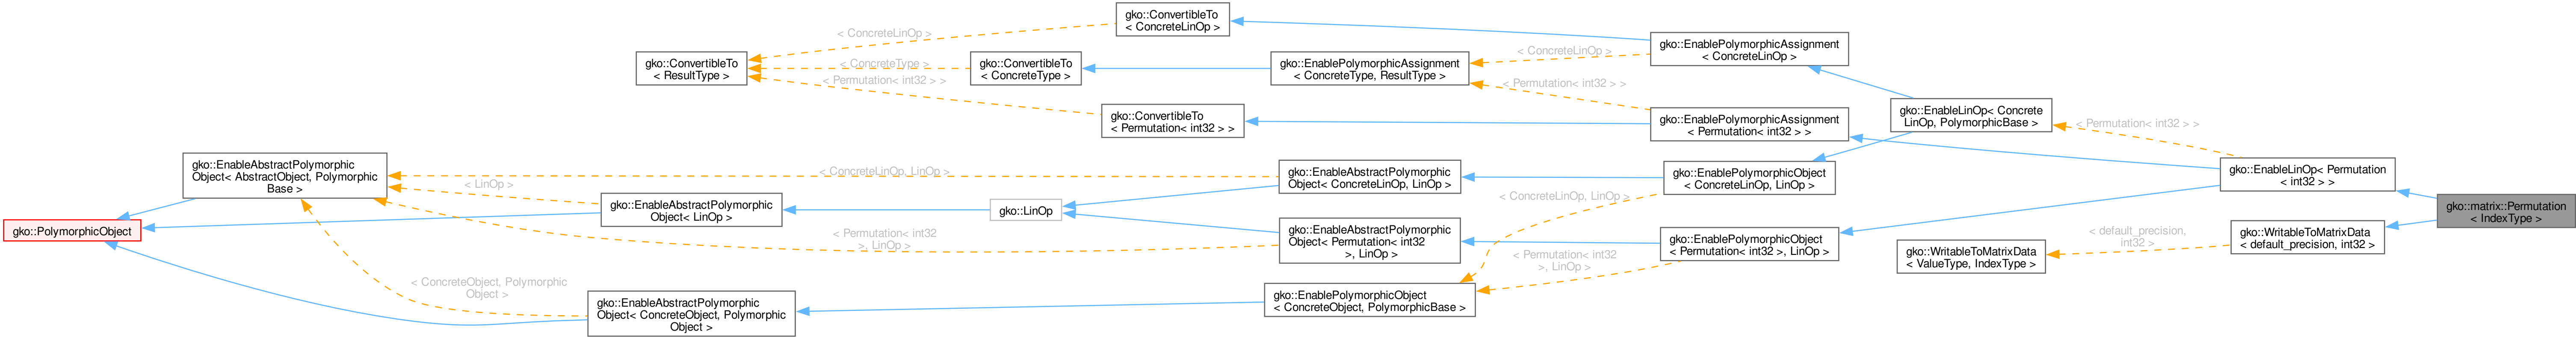 gko::ConvertibleTo
< ConcreteLinOp >
< ConcreteLinOp >
gko::EnablePolymorphicAssignment
< ConcreteLinOp >
< ConcreteLinOp >
gko::ConvertibleTo
< ResultType >
< ConcreteType >
gko::ConvertibleTo
< ConcreteType >
gko::EnablePolymorphicAssignment
< ConcreteType, ResultType >
< Permutation< int32 > >
< Permutation< int32 > >
gko::ConvertibleTo
< Permutation< int32 > >
gko::EnablePolymorphicAssignment
< Permutation< int32 > >
gko::EnableLinOp< Concrete
LinOp, PolymorphicBase >
< Permutation< int32 > >
gko::EnableAbstractPolymorphic
Object< AbstractObject, Polymorphic
Base >
< ConcreteLinOp, LinOp >
gko::EnableAbstractPolymorphic
Object< ConcreteLinOp, LinOp >
gko::EnablePolymorphicObject
< ConcreteLinOp, LinOp >
gko::EnableLinOp< Permutation
< int32 > >
< LinOp >
gko::EnableAbstractPolymorphic
Object< LinOp >
gko::LinOp
< ConcreteLinOp, LinOp >
gko::matrix::Permutation
< IndexType >
gko::PolymorphicObject
< Permutation< int32
>, LinOp >
gko::EnableAbstractPolymorphic
Object< Permutation< int32
>, LinOp >
gko::EnablePolymorphicObject
< Permutation< int32 >, LinOp >
gko::WritableToMatrixData
< ValueType, IndexType >
< default_precision,
int32 >
gko::WritableToMatrixData
< default_precision, int32 >
< Permutation< int32
>, LinOp >
< ConcreteObject, Polymorphic
Object >
gko::EnableAbstractPolymorphic
Object< ConcreteObject, Polymorphic
Object >
gko::EnablePolymorphicObject
< ConcreteObject, PolymorphicBase >